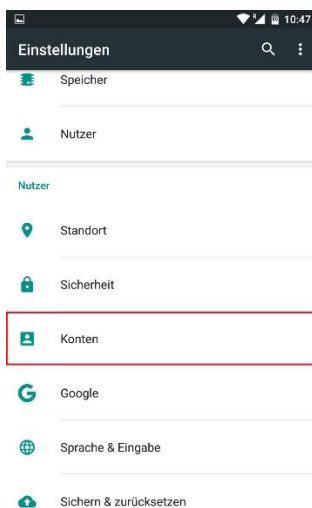 10:47
Einstellungen
Speicher
Nutzer
Nutzer
Standort
Sicherheit
Konten
Google
Sprache & Eingabe
Sichern & zurücksetzen